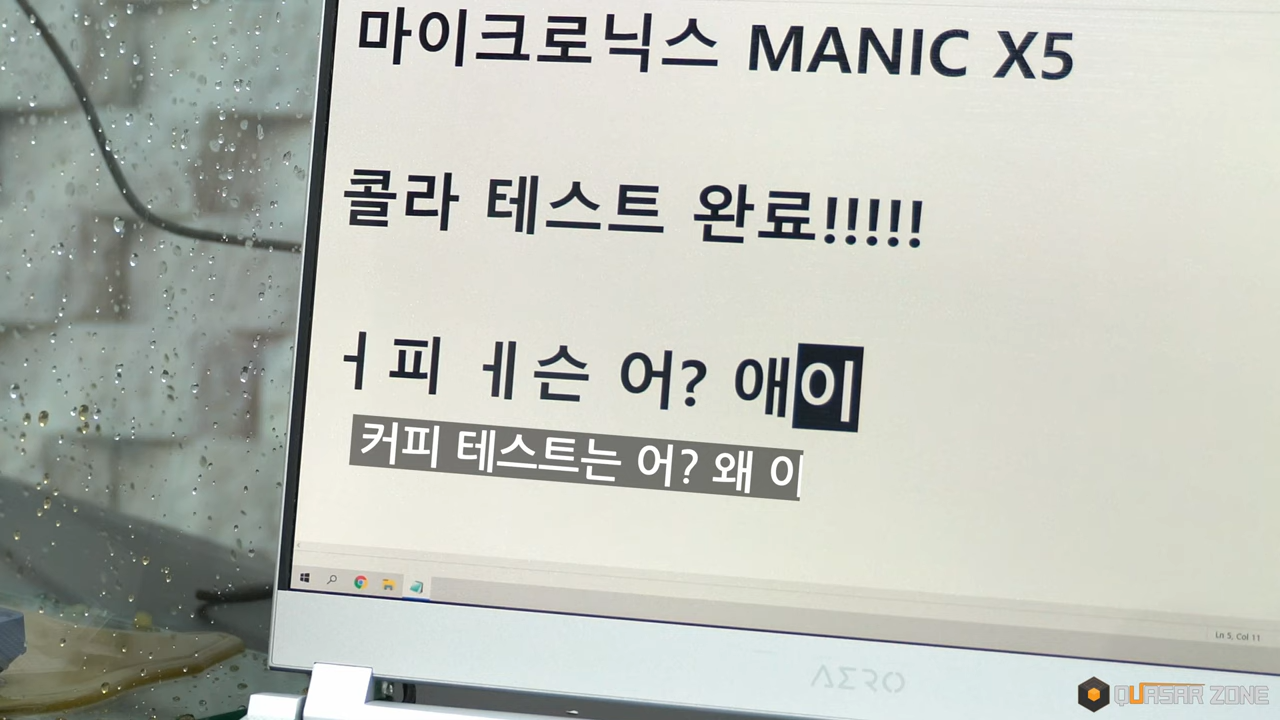 마이크로닉스 MANIC X5
콜라 테스트 완료!!!!!
ㅓ피 ㅔ슨 어? 애이
커피 테스트는 어? 왜 이
Ln 5, Col 11
AERO
QUASAR ZONE